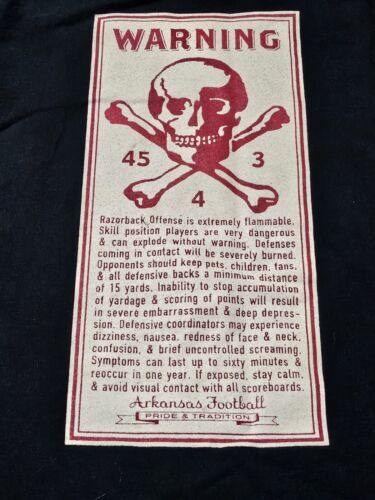 WARNING
45 3
4
Razorback Offense is extremely flammable.
Skill position players are very dangerous
& can explode without warning. Defenses
coming in contact will be severely burned.
Opponents should keep pets, children, fans,
& all defensive backs a minimum distance
of 15 yards. Inability to stop accumulation
of yardage & scoring of points will result
in severe embarrassment & deep depres-
sion. Defensive coordinators may experience
dizziness, nausea, redness of face & neck,
confusion, & brief uncontrolled screaming.
Symptoms can last up to sixty minutes &
reoccur in one year. If exposed, stay calm,
& avoid visual contact with all scoreboards.
Arkansas Football
PRIDE & TRADITION